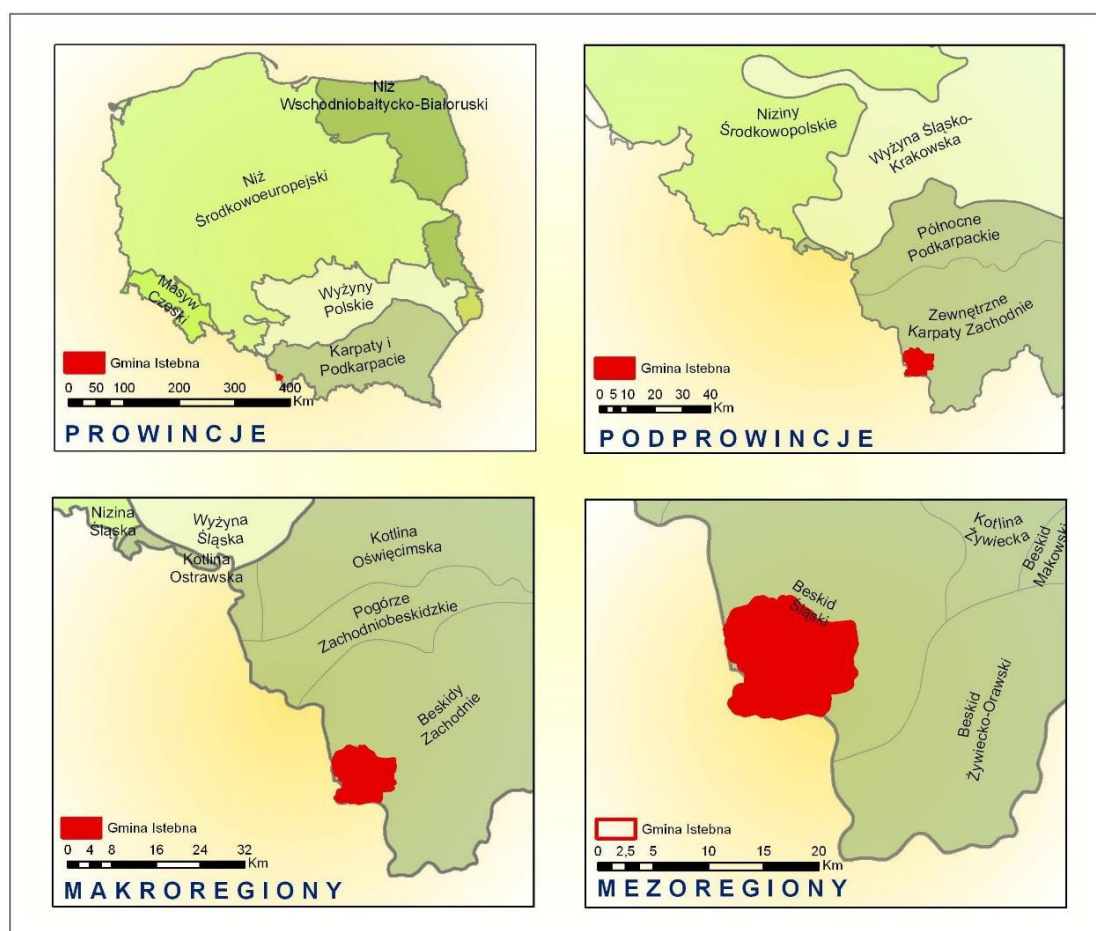 Niż
Wschodniobałtycko-Białoruski
Niż
Środkowoeuropejski
Masyw
Czeski
Wyżyny
Polskie
Karpaty i
Podkarpacie
Gmina Istebna
0 50 100 200 300 400
Km
PROWINCJE
Niziny
Środkowopolskie
Wyżyna Śląsko-
Krakowska
Północne
Podkarpackie
Zewnętrzne
Karpaty Zachodnie
Gmina Istebna
0 5 10 20 30 40
Km
PODPROWINCJE
Nizina
Śląska
Wyżyna
Śląska
Kotlina
Ostrawska
Kotlina
Oświęcimska
Pogórze
Zachodniobeskidzkie
Beskidy
Zachodnie
Gmina Istebna
0 4 8 16 24 32
Km
MAKROREGIONY
Kotlina
Żywiecka
Beskid
Makowski
Beskid
Śląski
Beskid
Żywiecko-Orawski
Gmina Istebna
0 2,5 5 10 15 20
Km
MEZOREGIONY